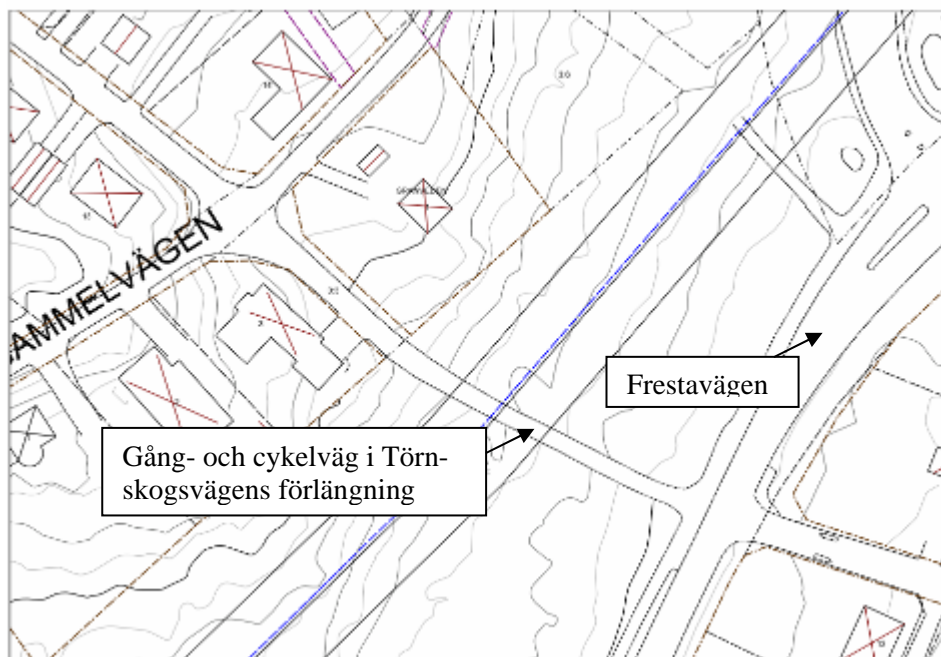 AMMELVÄGEN
Frestavägen
Gång- och cykelväg i Törn-
skogsvägens förlängning